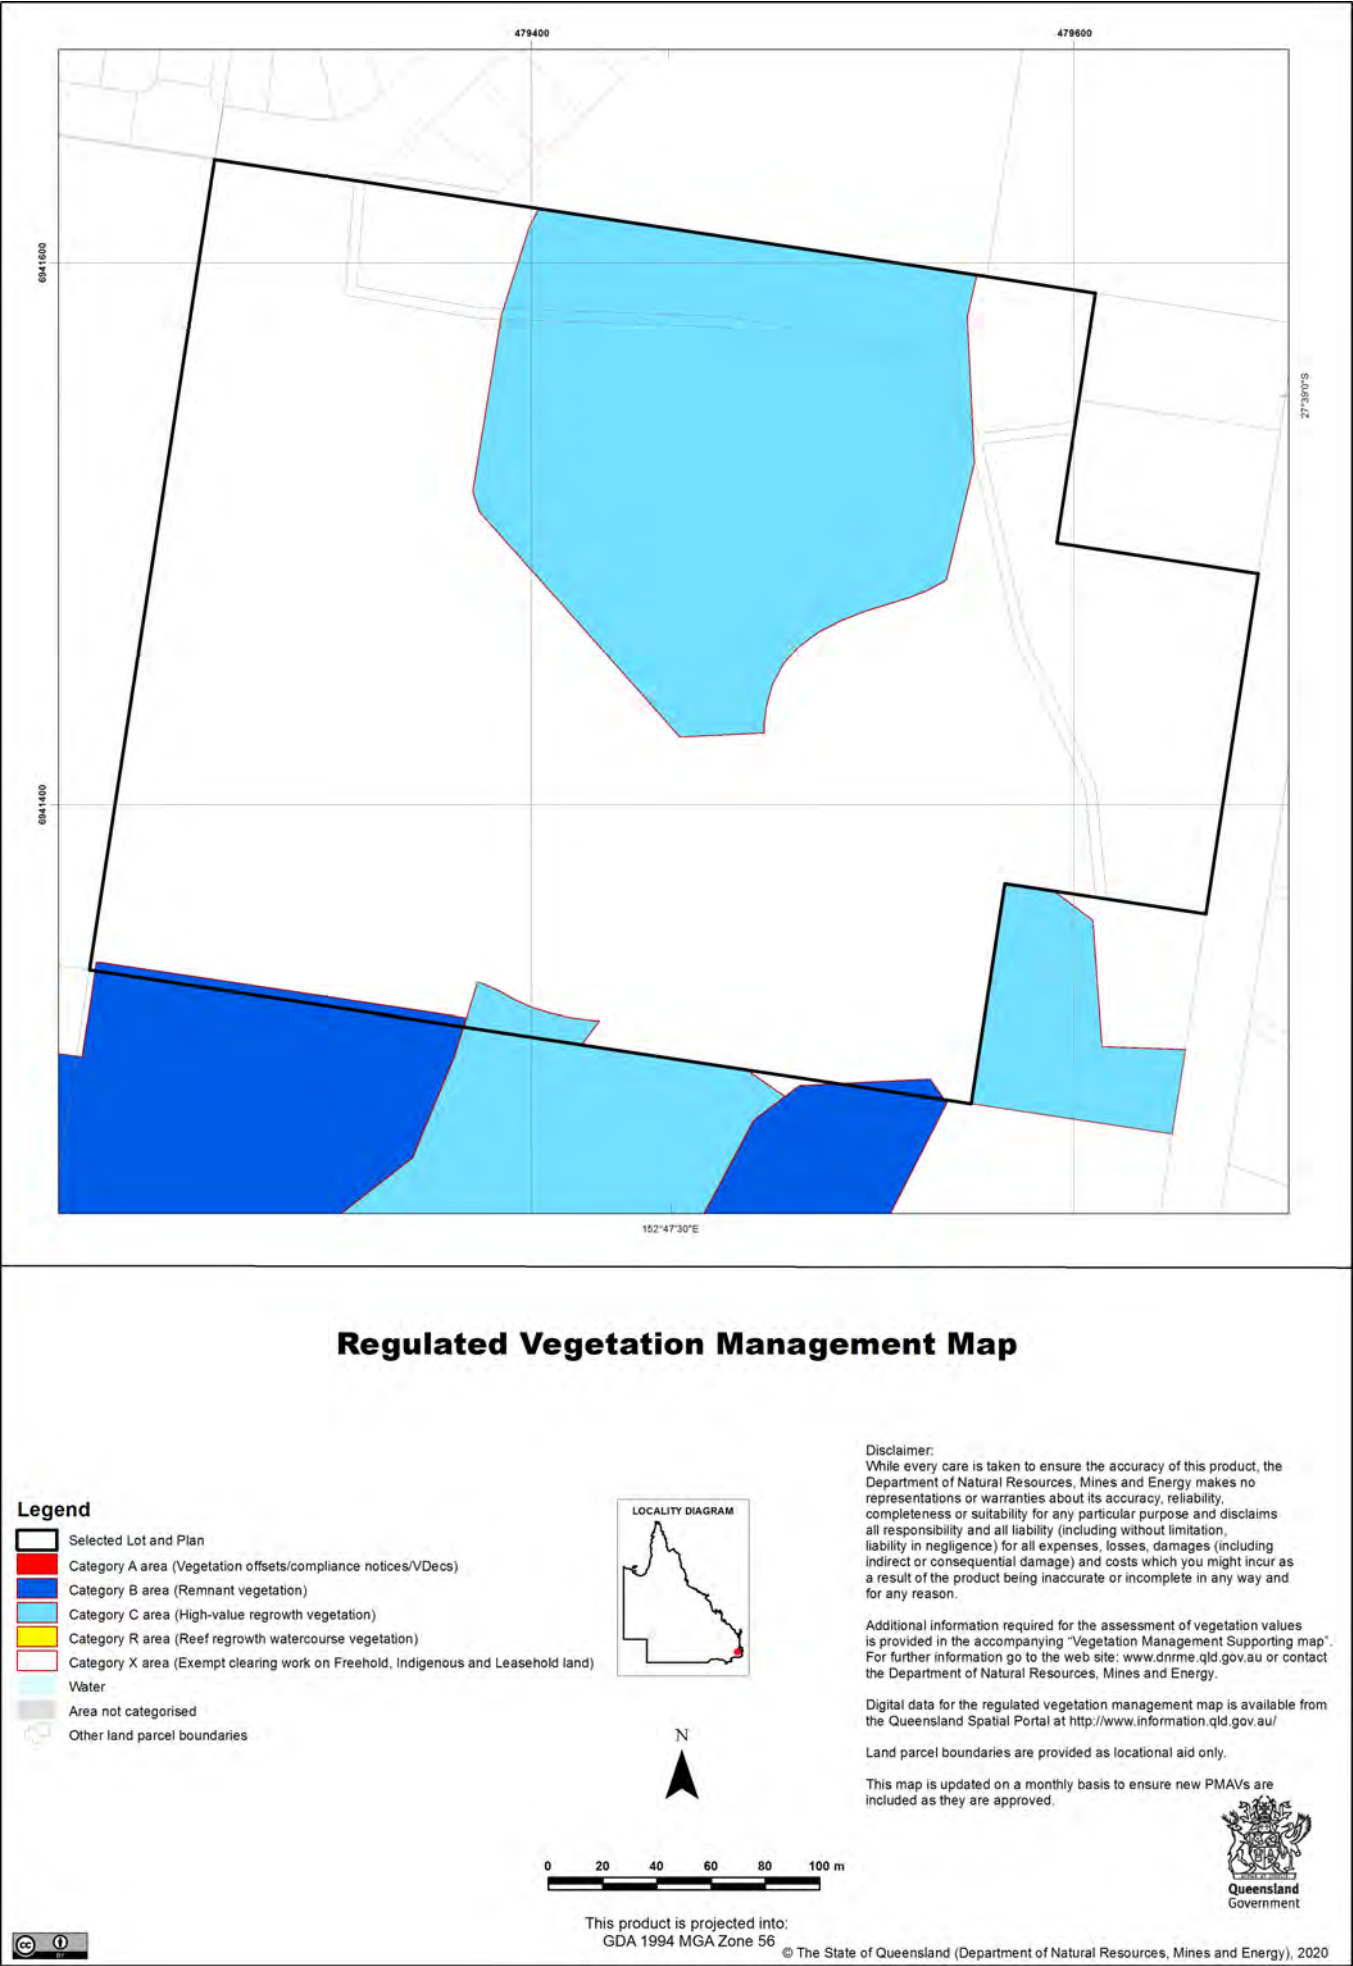 479400
479600
6941600
27°39'0"S
6941400
152°47'30"E
Regulated Vegetation Management Map
Legend
Selected Lot and Plan
Category A area (Vegetation offsets/compliance notices/VDecs)
Category B area (Remnant vegetation)
Category C area (High-value regrowth vegetation)
Category R area (Reef regrowth watercourse vegetation)
Category X area (Exempt clearing work on Freehold, Indigenous and Leasehold land)
Water
Area not categorised
Other land parcel boundaries
LOCALITY DIAGRAM
N
0 20 40 60 80 100 m
This product is projected into:
GDA 1994 MGA Zone 56
Disclaimer:
While every care is taken to ensure the accuracy of this product, the
Department of Natural Resources, Mines and Energy makes no
representations or warranties about its accuracy, reliability,
completeness or suitability for any particular purpose and disclaims
all responsibility and all liability (including without limitation,
liability in negligence) for all expenses, losses, damages (including
indirect or consequential damage) and costs which you might incur as
a result of the product being inaccurate or incomplete in any way and
for any reason.
Additional information required for the assessment of vegetation values
is provided in the accompanying "Vegetation Management Supporting map".
For further information go to the web site: www.dnrme.qld.gov.au or contact
the Department of Natural Resources, Mines and Energy.
Digital data for the regulated vegetation management map is available from
the Queensland Spatial Portal at http://www.information.qld.gov.au/
Land parcel boundaries are provided as locational aid only.
This map is updated on a monthly basis to ensure new PMAVs are
included as they are approved.
Queensland
Government
cc
BY
© The State of Queensland (Department of Natural Resources, Mines and Energy), 2020